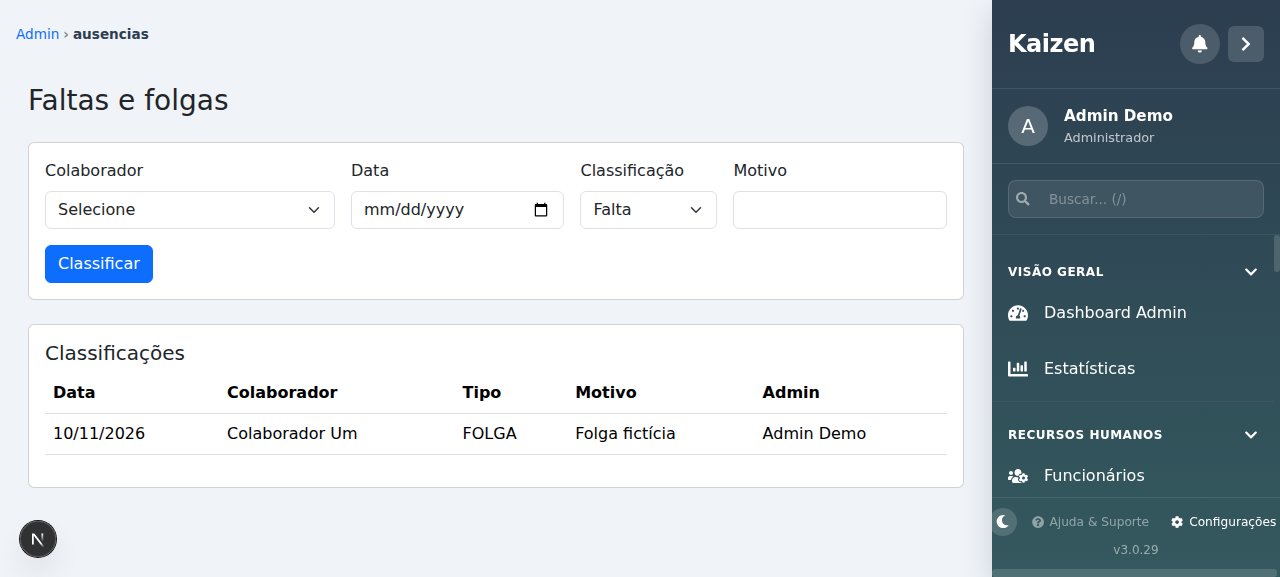 Admin › ausencias
Faltas e folgas
Colaborador Data Classificação Motivo
Selecione mm/dd/yyyy Falta
Classificar
Classificações
Data Colaborador Tipo Motivo Admin
10/11/2026 Colaborador Um FOLGA Folga fictícia Admin Demo
N
Kaizen
A
Admin Demo
Administrador
Buscar... (/)
VISÃO GERAL
Dashboard Admin
Estatísticas
RECURSOS HUMANOS
Funcionários
Ajuda & Suporte Configurações
v3.0.29